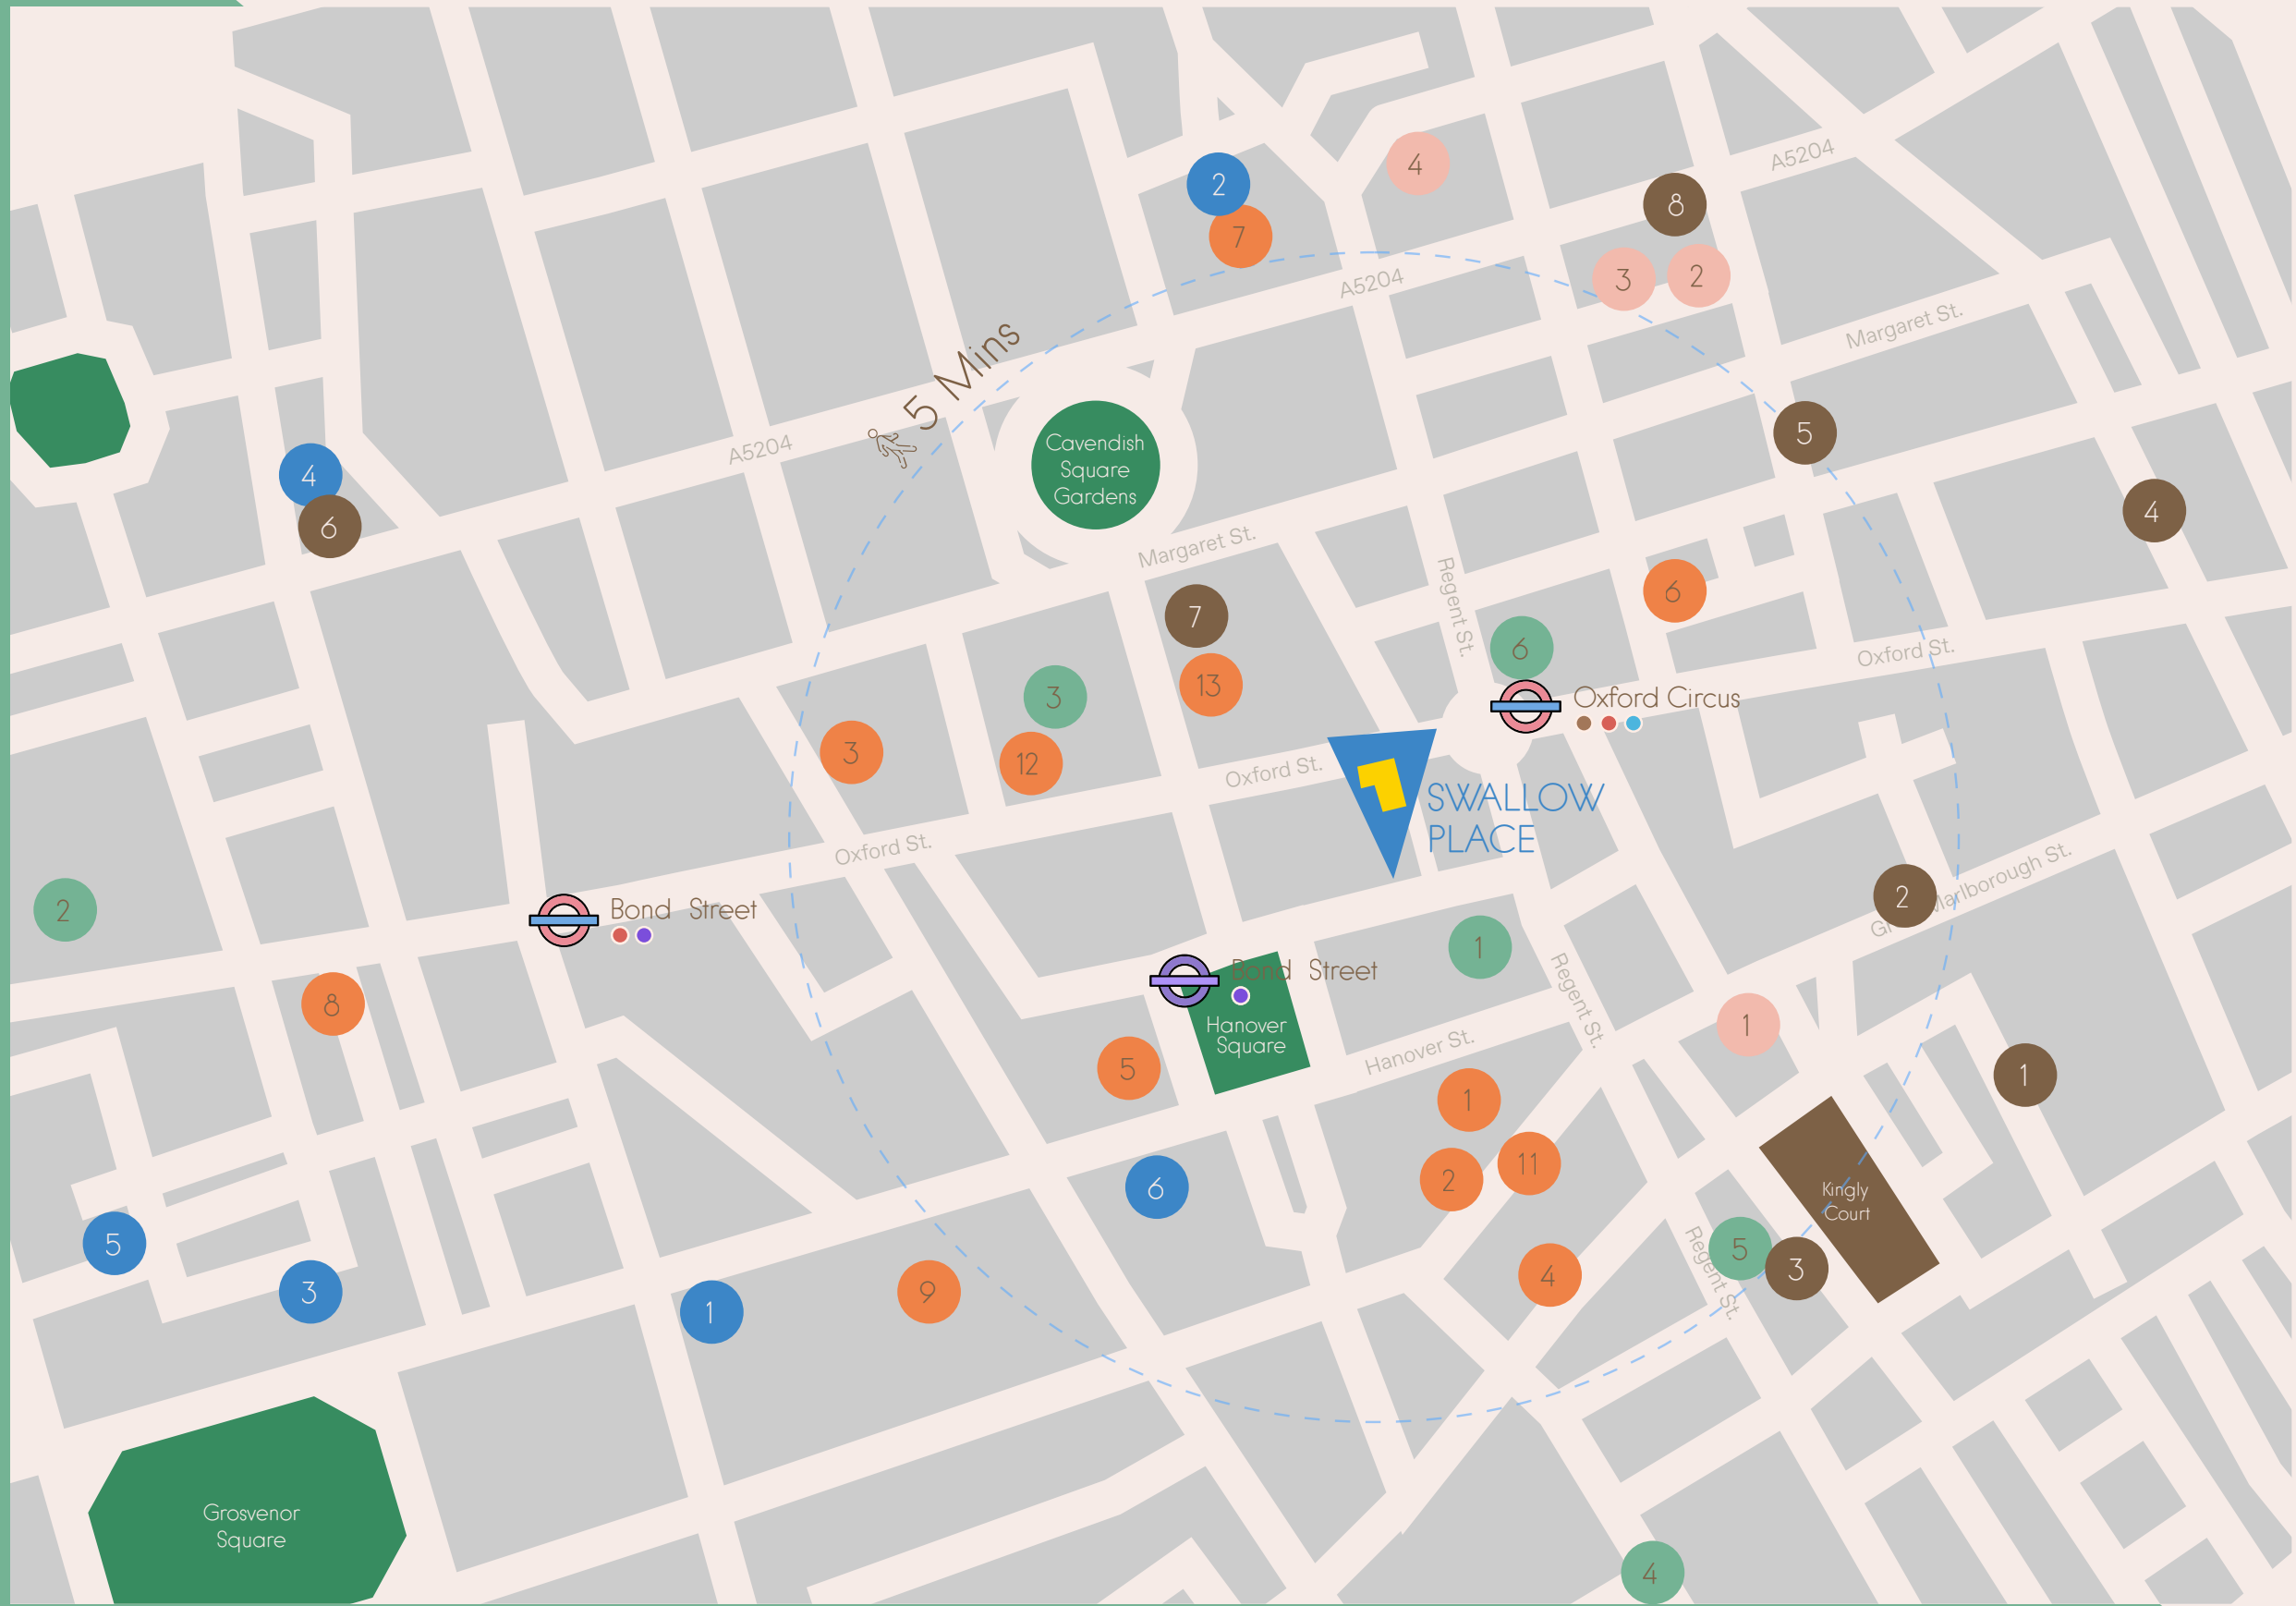 4
2
8
7
A5204
3
2
A5204
Margaret St.
5 Mins
5
A5204
Cavendish
Square
Gardens
4
6
4
Margaret St.
Regent St.
6
7
6
Oxford St.
13
3
Oxford Circus
3
12
Oxford St.
SWALLOW
PLACE
Oxford St.
2
2
Bond Street
Marlborough St.
1
Bond Street
Regent St.
8
Hanover
Square
1
Hanover St.
5
1
1
11
2
6
Kingly
Court
5
5
3
3
4
9
1
Regent St.
Grosvenor
Square
4